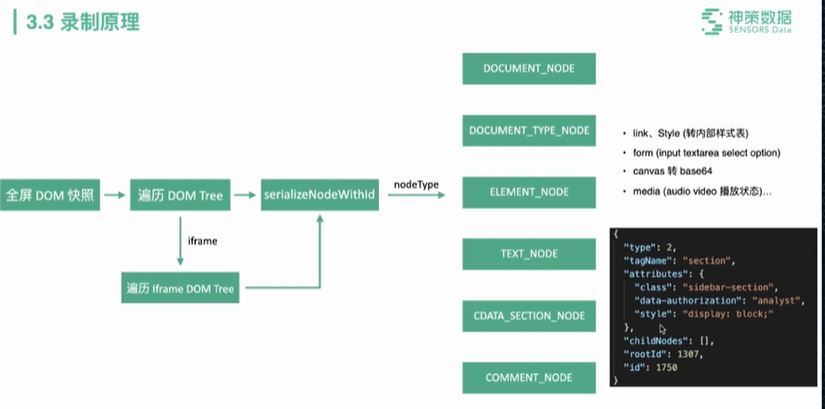 3.3 录制原理
神策数据
SENSORS Data
DOCUMENT_NODE
DOCUMENT_TYPE_NODE
ELEMENT_NODE
TEXT_NODE
CDATA_SECTION_NODE
COMMENT_NODE
全屏 DOM 快照
遍历 DOM Tree
serializeNodeWithId
nodeType
iframe
遍历 Iframe DOM Tree
• link、Style (转内部样式表)
• form (input textarea select option)
• canvas 转 base64
• media (audio video 播放状态)...
{
"type": 2,
"tagName": "section",
"attributes": {
"class": "sidebar-section",
"data-authorization": "analyst",
"style": "display: block;"
},
"childNodes": [],
"rootId": 1307,
"id": 1750
}